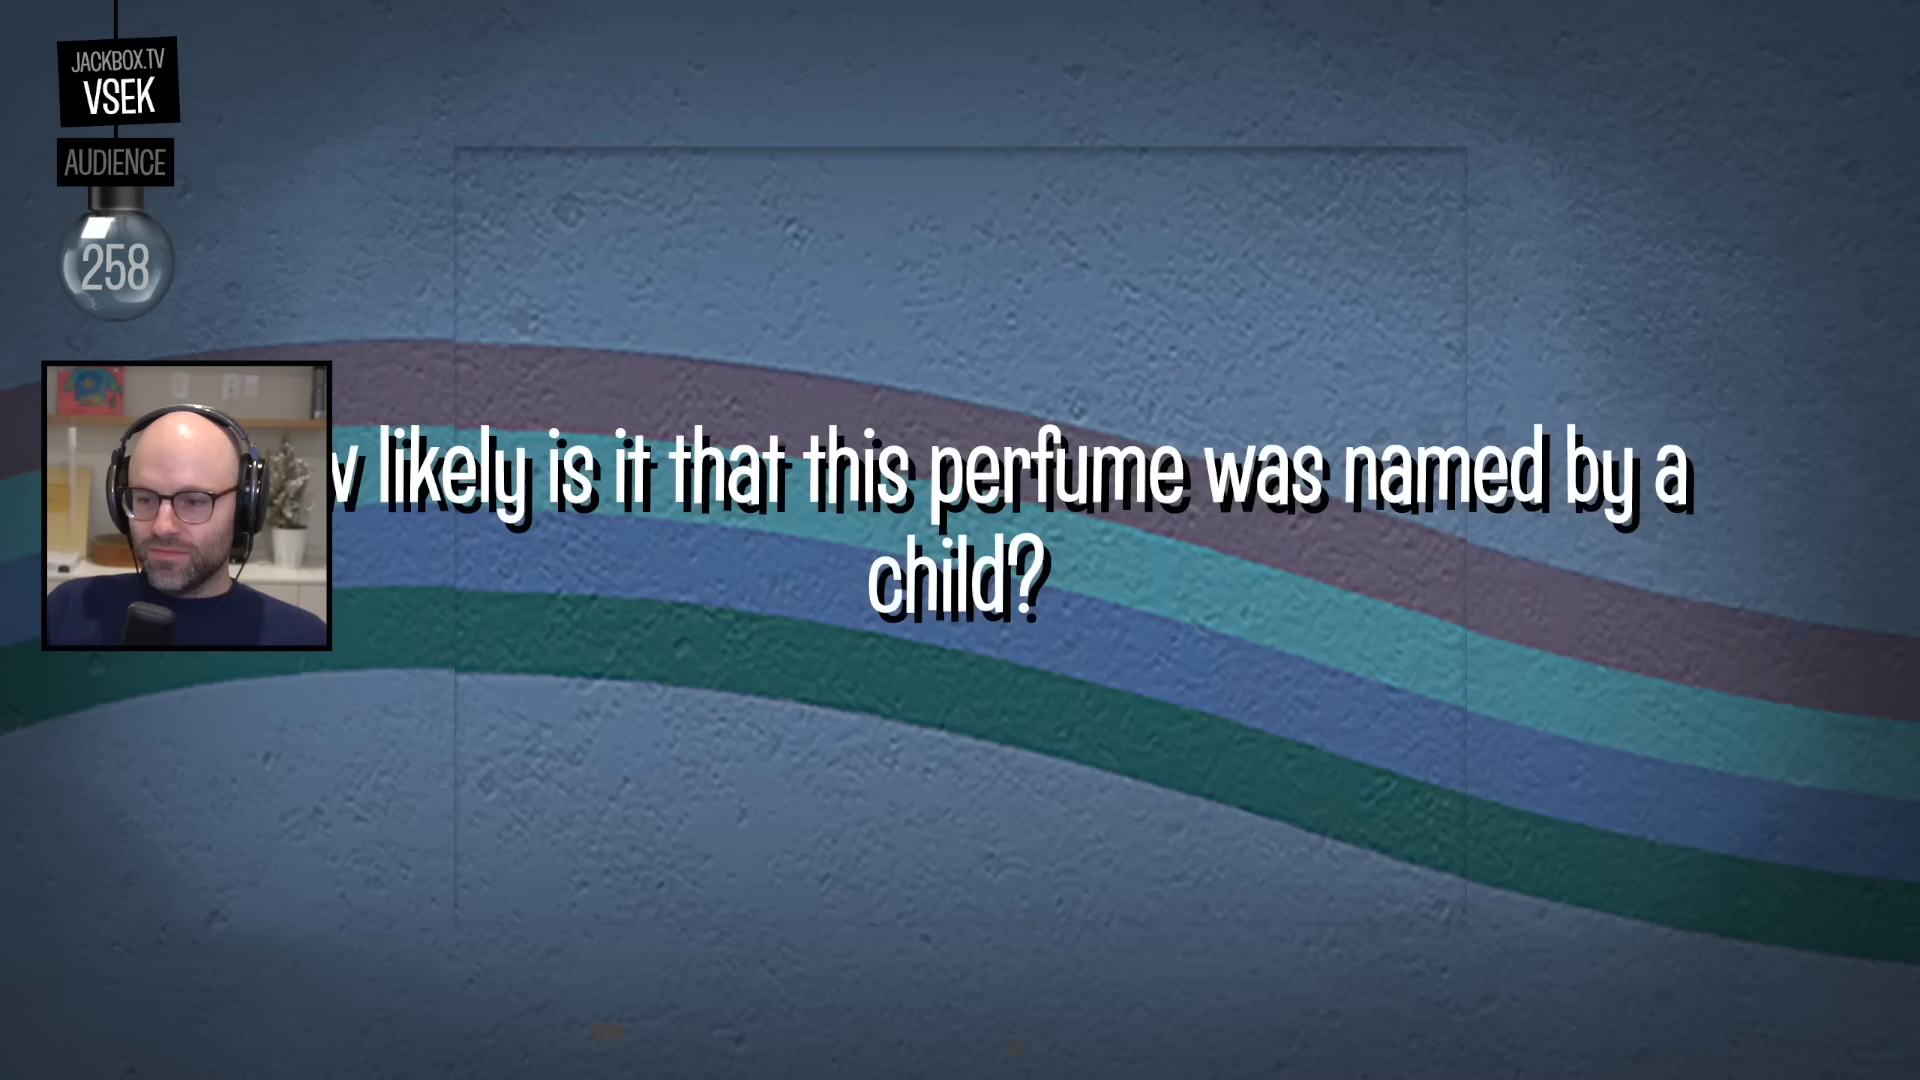 JACKBOX.TV
VSEK
AUDIENCE
258
likely is it that this perfume was named by a
child?